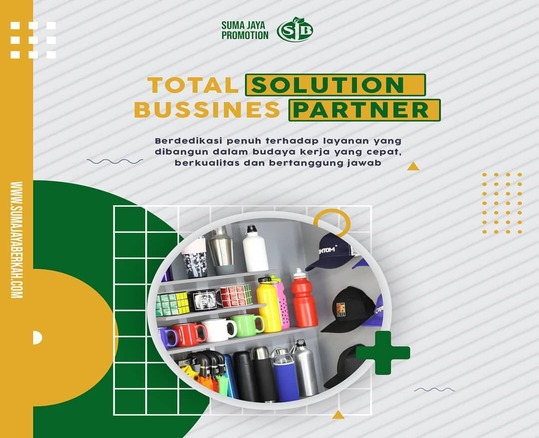 SUMA JAYA
PROMOTION
SJB
TOTAL SOLUTION
BUSSINES PARTNER
Berdedikasi penuh terhadap layanan yang
dibangun dalam budaya kerja yang cepat,
berkualitas dan bertanggung jawab
WWW.SUMAJAYABERKAH.COM